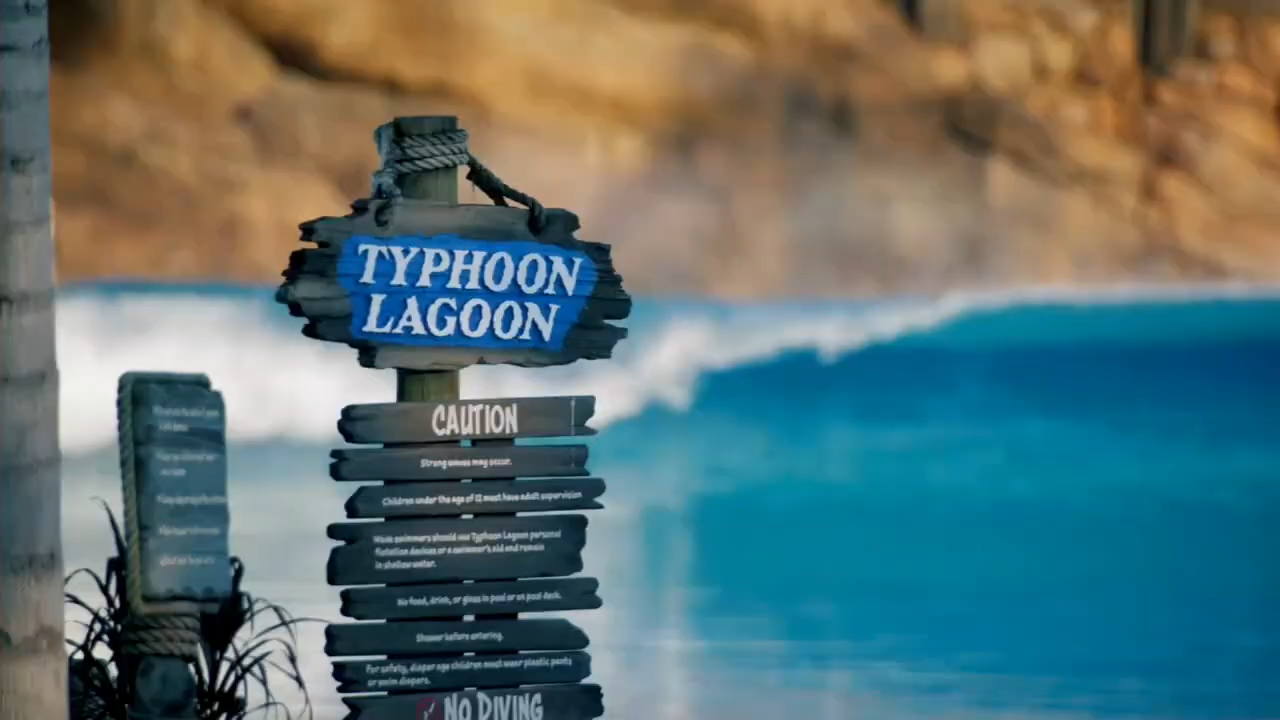 TYPHOON
LAGOON
CAUTION
Strong waves may occur.
Children under the age of 12 must have adult supervision
swimmers should use Typhoon Lagoon personal
flotation devices or a swimmer's aid and remain
in shallow water.
No food, drink, or glass in pool or on pool deck.
Shower before entering.
For safety, diaper age children must wear plastic pants
or swim diapers.
NO DIVING